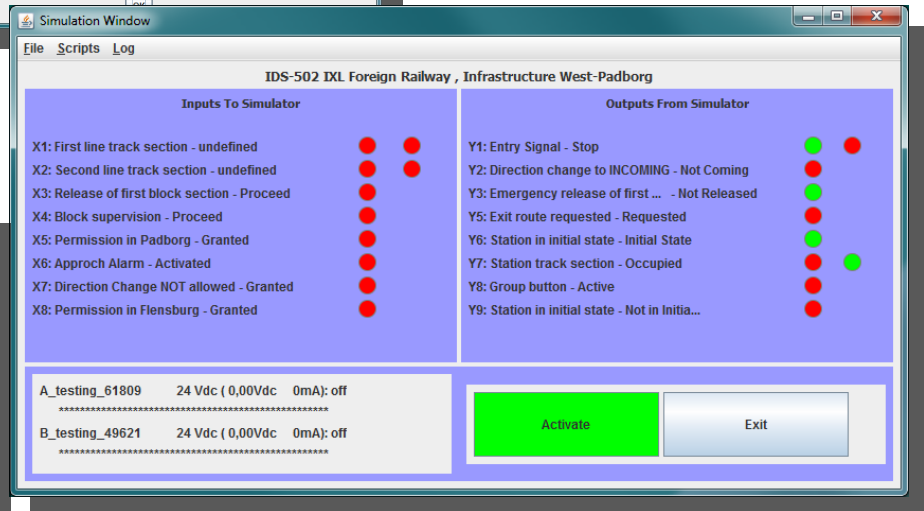 OK
Simulation Window
File Scripts Log
IDS-502 IXL Foreign Railway , Infrastructure West-Padborg
Inputs To Simulator
X1: First line track section - undefined
X2: Second line track section - undefined
X3: Release of first block section - Proceed
X4: Block supervision - Proceed
X5: Permission in Padborg - Granted
X6: Approch Alarm - Activated
X7: Direction Change NOT allowed - Granted
X8: Permission in Flensburg - Granted
Outputs From Simulator
Y1: Entry Signal - Stop
Y2: Direction change to INCOMING - Not Coming
Y3: Emergency release of first ... - Not Released
Y5: Exit route requested - Requested
Y6: Station in initial state - Initial State
Y7: Station track section - Occupied
Y8: Group button - Active
Y9: Station in initial state - Not in Initia...
A_testing_61809 24 Vdc ( 0,00Vdc 0mA): off
***************************************************
B_testing_49621 24 Vdc ( 0,00Vdc 0mA): off
***************************************************
Activate
Exit